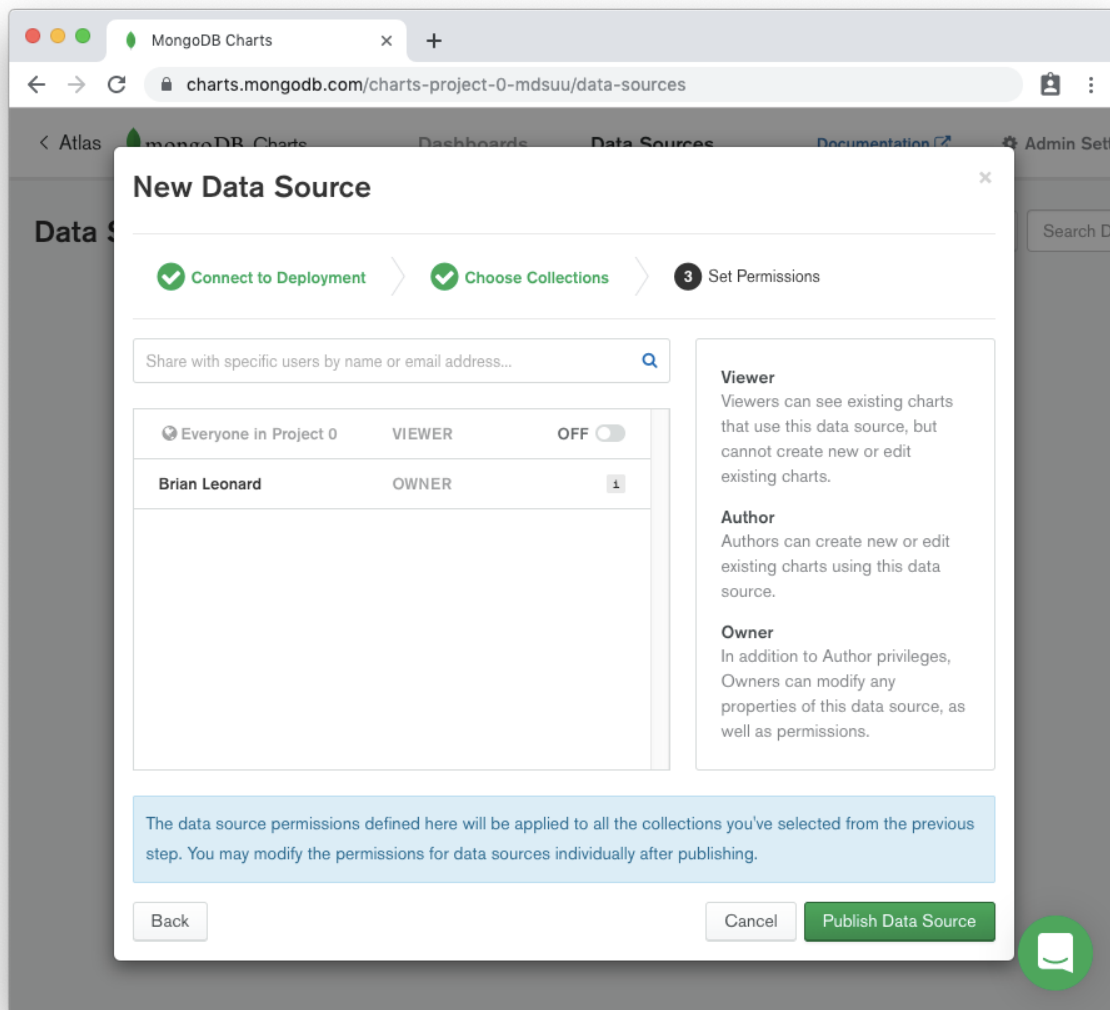 MongoDB Charts
charts.mongodb.com/charts-project-0-mdsuu/data-sources
Atlas mongoDB Charts Dashboards Data Sources Documentation Admin Sett
Data S
Search D
New Data Source
Connect to Deployment Choose Collections 3 Set Permissions
Share with specific users by name or email address...
Everyone in Project 0 VIEWER OFF
Brian Leonard OWNER i
Viewer
Viewers can see existing charts
that use this data source, but
cannot create new or edit
existing charts.
Author
Authors can create new or edit
existing charts using this data
source.
Owner
In addition to Author privileges,
Owners can modify any
properties of this data source, as
well as permissions.
The data source permissions defined here will be applied to all the collections you've selected from the previous
step. You may modify the permissions for data sources individually after publishing.
Back Cancel Publish Data Source